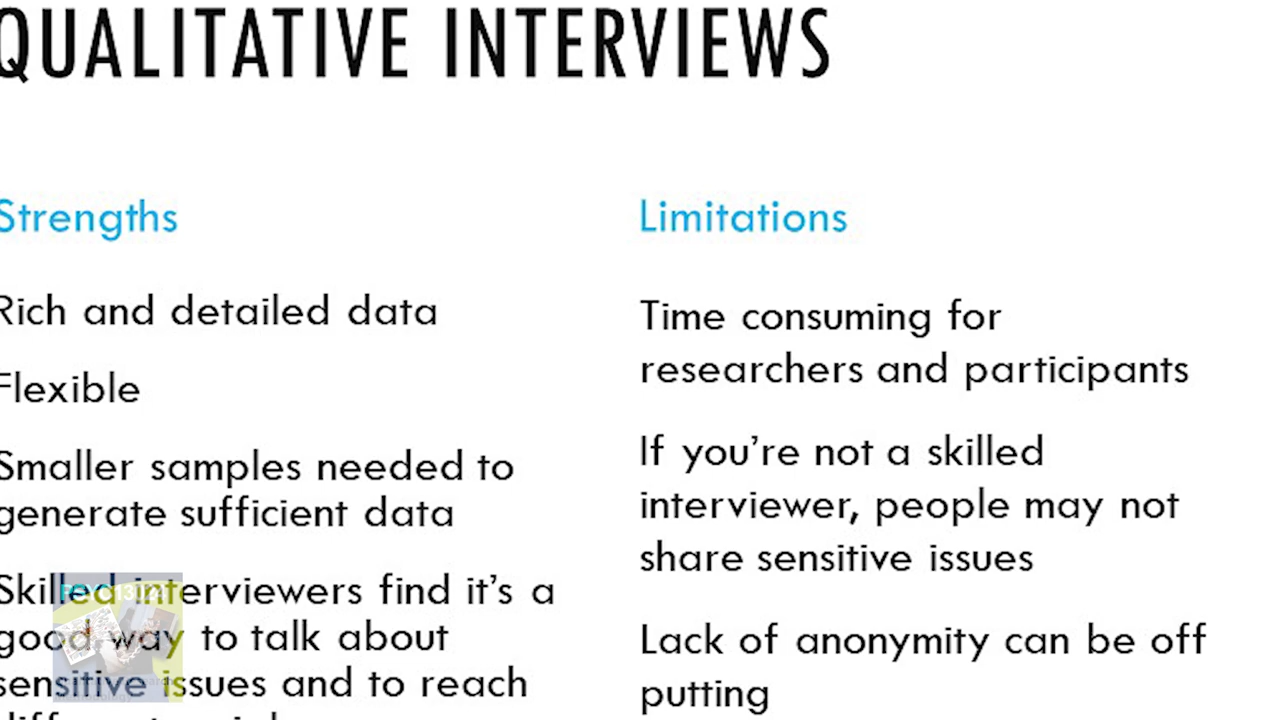 QUALITATIVE INTERVIEWS
Strengths
Rich and detailed data
Flexible
Smaller samples needed to
generate sufficient data
Skilled interviewers find it's a
good way to talk about
sensitive issues and to reach
Limitations
Time consuming for
researchers and participants
If you're not a skilled
interviewer, people may not
share sensitive issues
Lack of anonymity can be off
putting